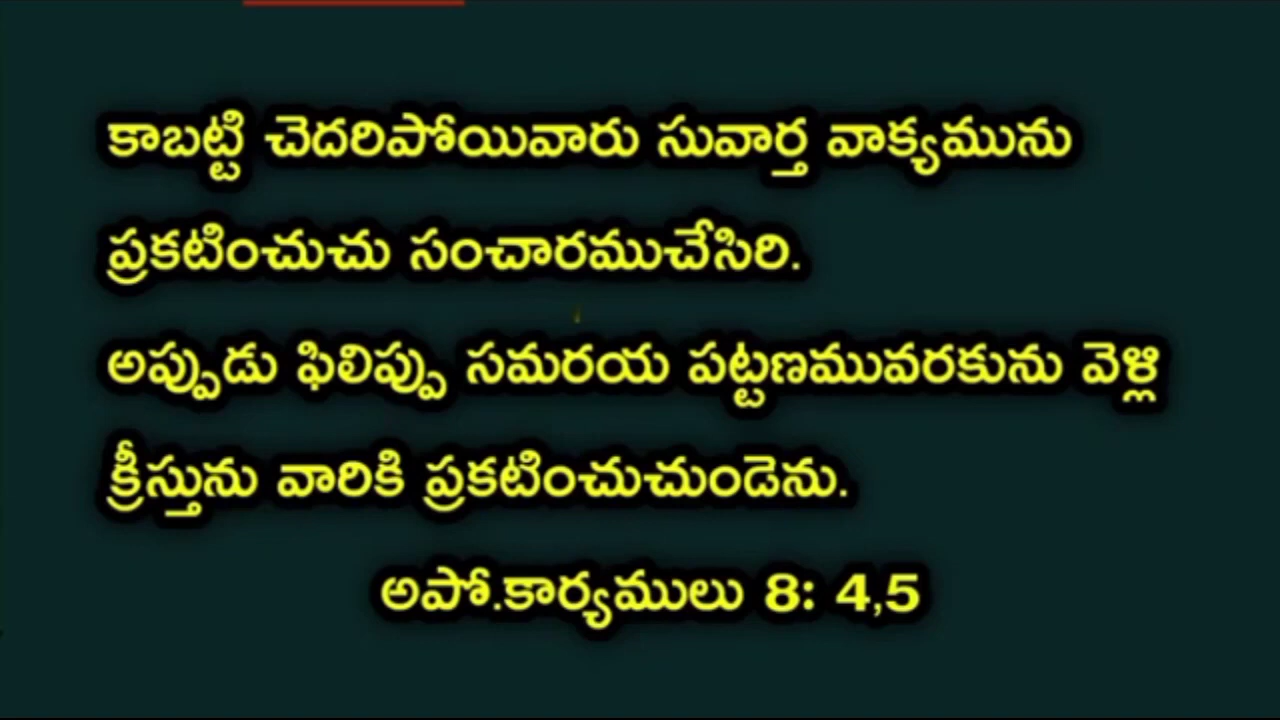 కాబట్టి చెదరిపోయివారు సువార్త వాక్యమును
ప్రకటించుచు సంచారముచేసిరి.
అప్పుడు ఫిలిప్పు సమరయ పట్టణమువరకును వెళ్లి
క్రీస్తును వారికి ప్రకటించుచుండెను.
అపో.కార్యములు 8: 4,5